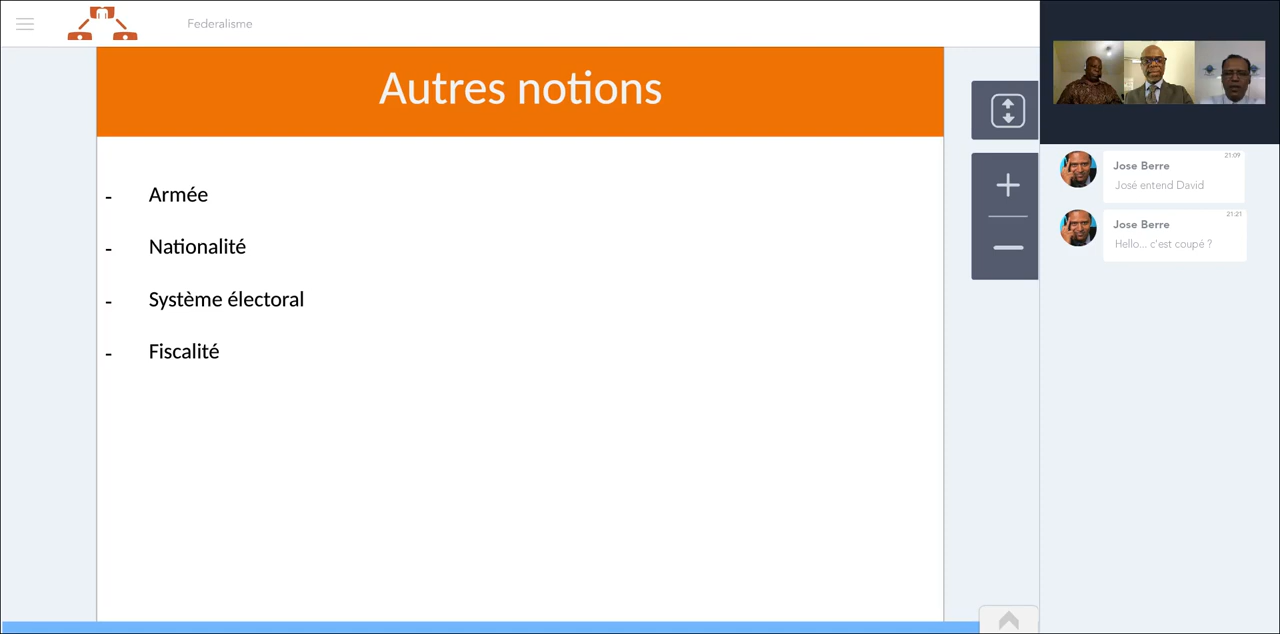 Federalisme
Autres notions
- Armée
- Nationalité
- Système électoral
- Fiscalité
21:09
Jose Berre
José entend David
21:21
Jose Berre
Hello... c'est coupé ?